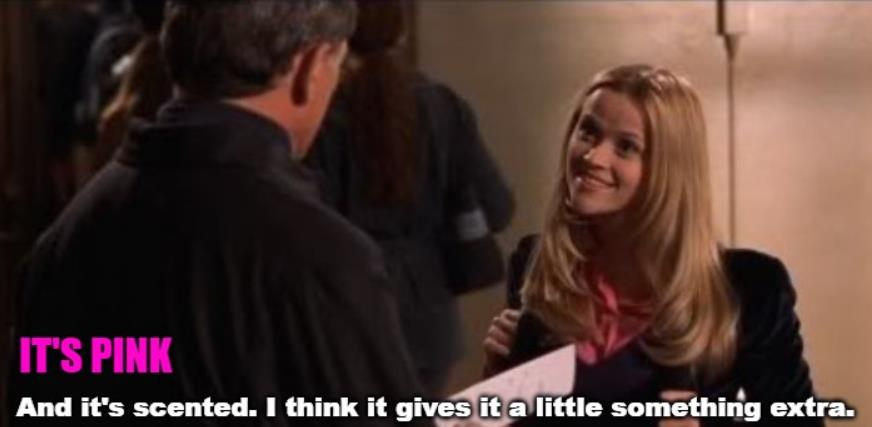 IT'S PINK
And it's scented. I think it gives it a little something extra.